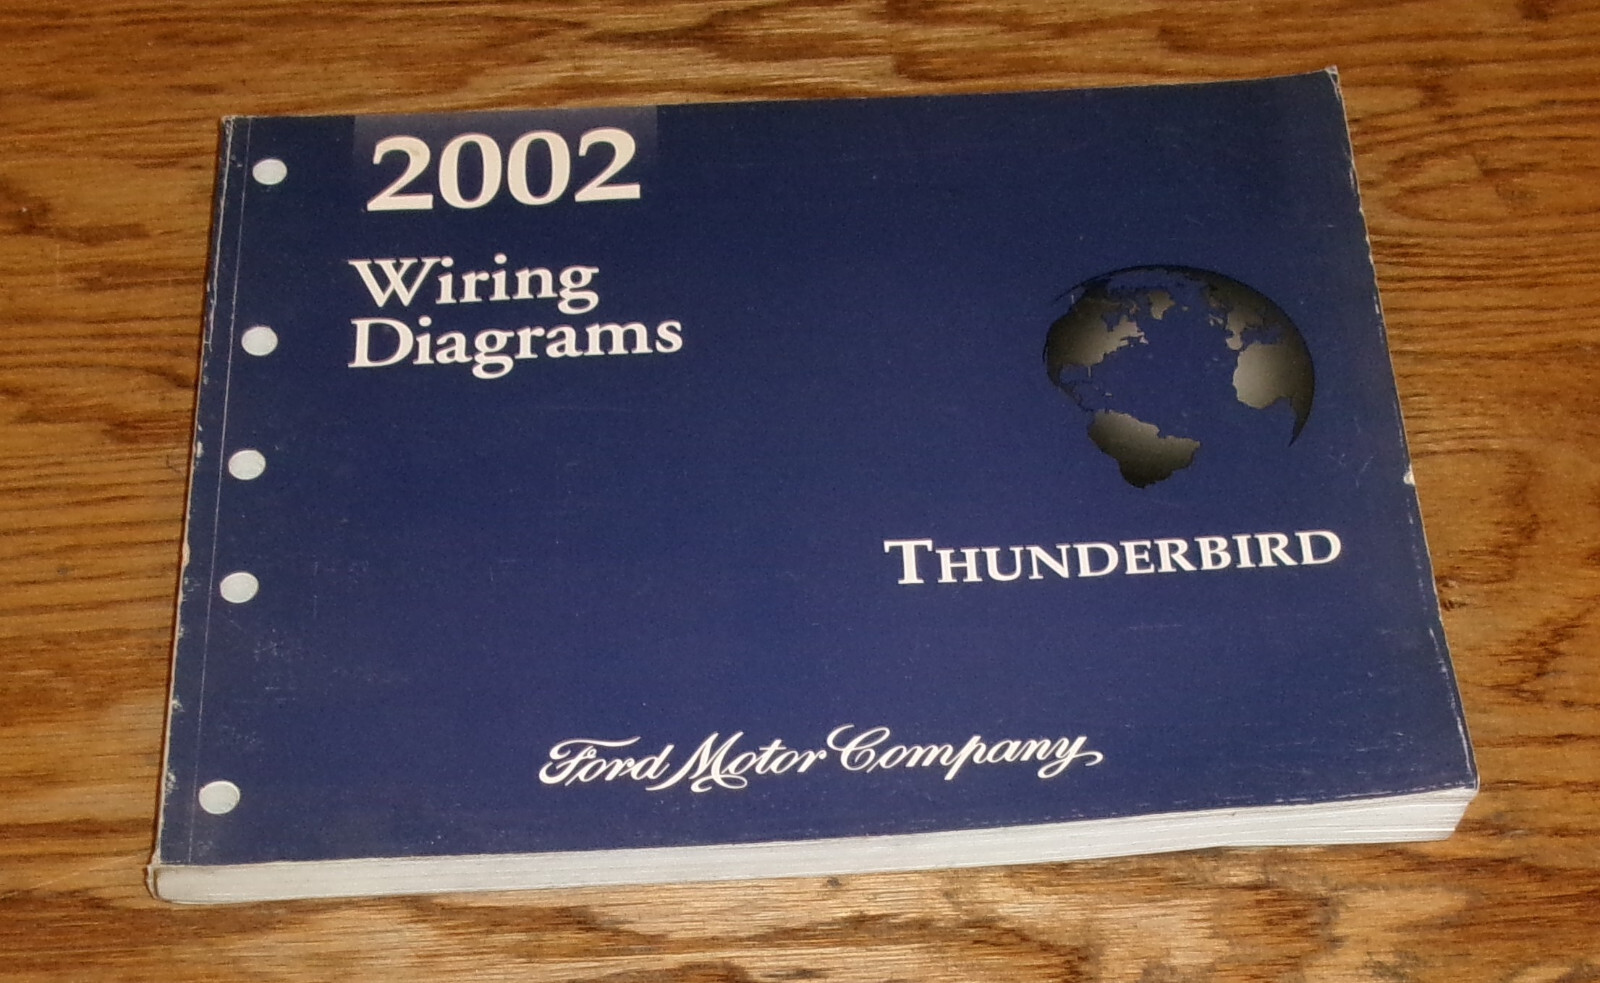 2002
Wiring
Diagrams
THUNDERBIRD
Ford Motor Company